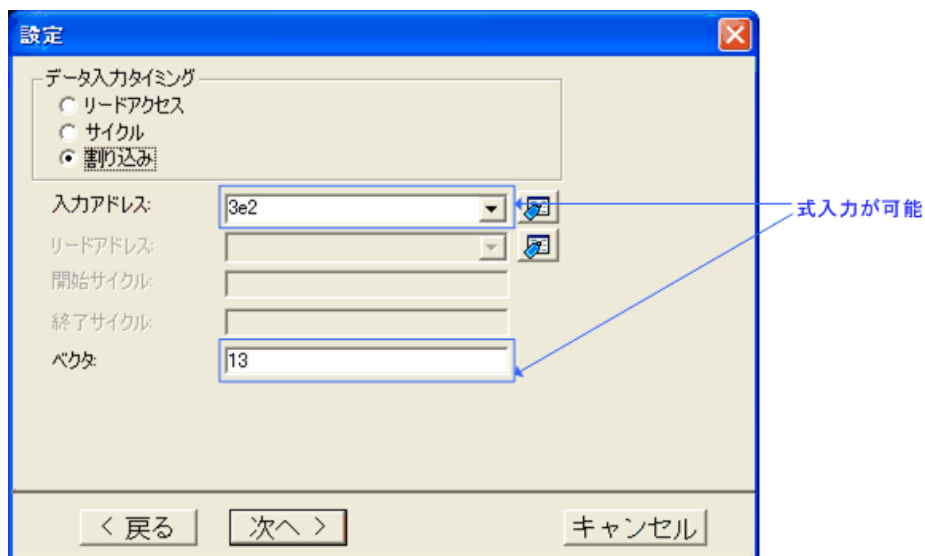 設定
データ入力タイミング
リードアクセス
サイクル
割り込み
入力アドレス: 3e2
式入力が可能
リードアドレス:
開始サイクル:
終了サイクル:
ベクタ: 13
< 戻る 次へ > キャンセル